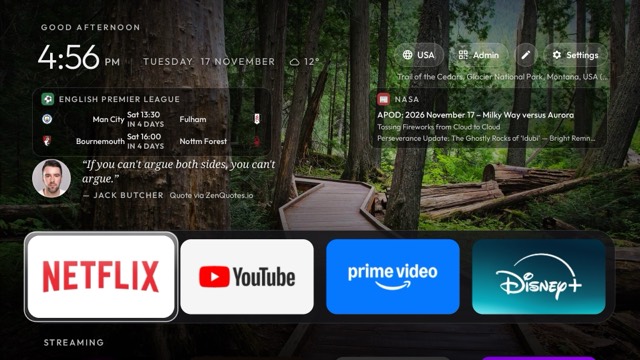 GOOD AFTERNOON
4:56 PM TUESDAY 17 NOVEMBER 12°
USA Admin Settings
Trail of the Cedars, Glacier National Park, Montana, USA (...
ENGLISH PREMIER LEAGUE
Man City Sat 13:30 IN 4 DAYS Fulham
Bournemouth Sat 16:00 IN 4 DAYS Nottm Forest
NASA
APOD: 2026 November 17 – Milky Way versus Aurora
Tossing Fireworks from Cloud to Cloud
Perseverance Update; The Ghostly Rocks of 'Idubi' — Bright Remn...
“If you can't argue both sides, you can't
argue.”
— JACK BUTCHER Quote via ZenQuotes.io
NETFLIX YouTube prime video Disney+
STREAMING